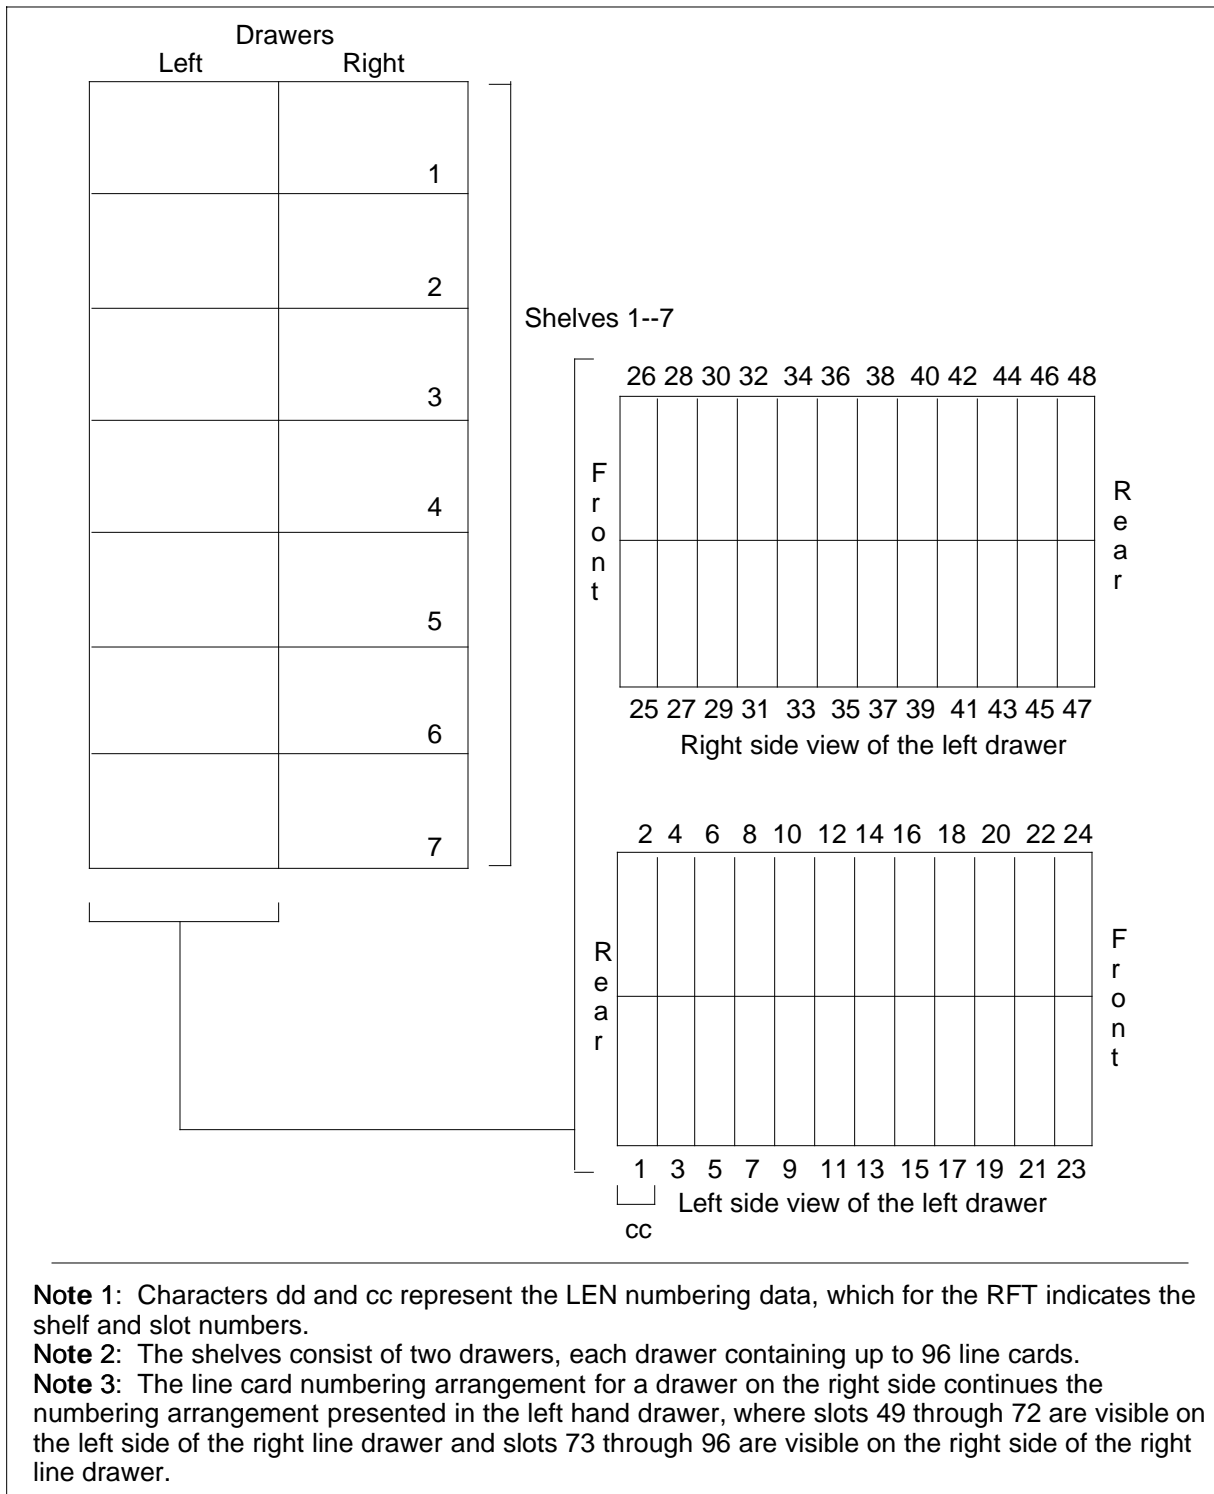 Drawers
Left Right
1
2
3
4
5
6
7
Shelves 1--7
26 28 30 32 34 36 38 40 42 44 46 48
Front
Rear
25 27 29 31 33 35 37 39 41 43 45 47
Right side view of the left drawer
2 4 6 8 10 12 14 16 18 20 22 24
Rear
Front
1 3 5 7 9 11 13 15 17 19 21 23
Left side view of the left drawer
cc
Note 1: Characters dd and cc represent the LEN numbering data, which for the RFT indicates the
shelf and slot numbers.
Note 2: The shelves consist of two drawers, each drawer containing up to 96 line cards.
Note 3: The line card numbering arrangement for a drawer on the right side continues the
numbering arrangement presented in the left hand drawer, where slots 49 through 72 are visible on
the left side of the right line drawer and slots 73 through 96 are visible on the right side of the right
line drawer.